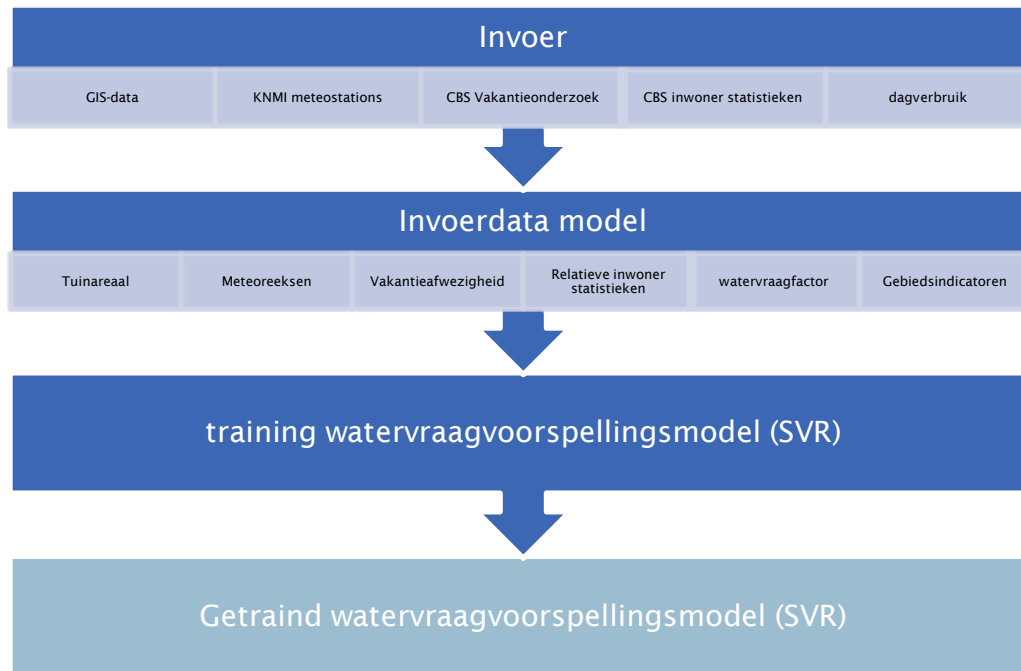 Invoer
GIS-data
KNMI meteostations
CBS Vakantieonderzoek
CBS inwoner statistieken
dagverbruik
Invoerdata model
Tuinareaal
Meteoreeksen
Vakantieafwezigheid
Relatieve inwoner
statistieken
watervraagfactor
Gebiedsindicatoren
training watervraagvoorspellingsmodel (SVR)
Getraind watervraagvoorspellingsmodel (SVR)